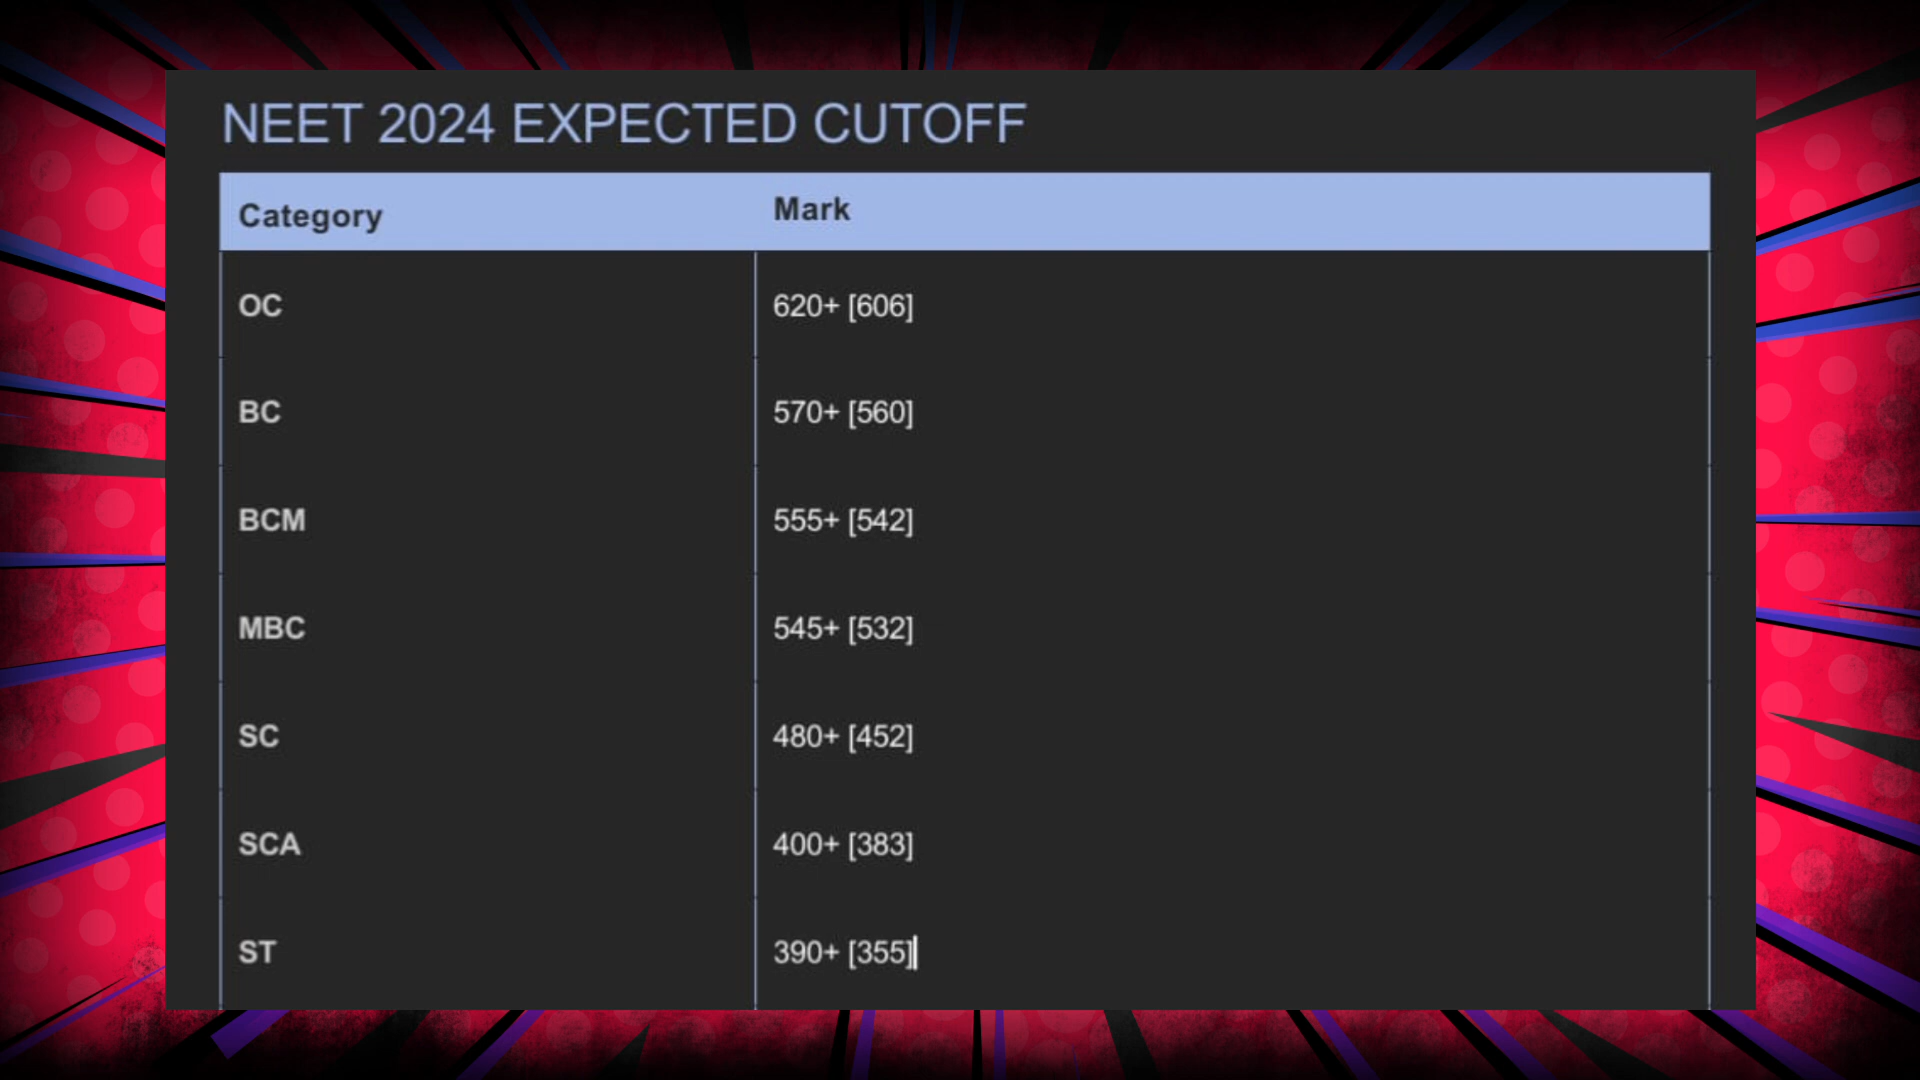 NEET 2024 EXPECTED CUTOFF
Category Mark
OC 620+ [606]
BC 570+ [560]
BCM 555+ [542]
MBC 545+ [532]
SC 480+ [452]
SCA 400+ [383]
ST 390+ [355]